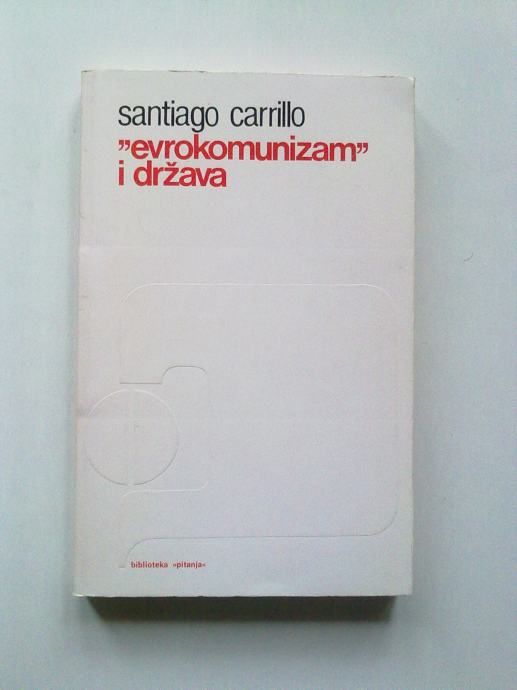 santiago carrillo
”evrokomunizam”
i država
biblioteka »pitanja«